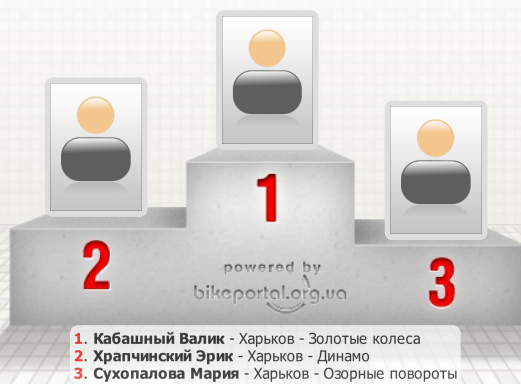 1
2
3
powered by
bikeportal.org.ua
1. Кабашный Валик - Харьков - Золотые колеса
2. Храпчинский Эрик - Харьков - Динамо
3. Сухопалова Мария - Харьков - Озорные повороты